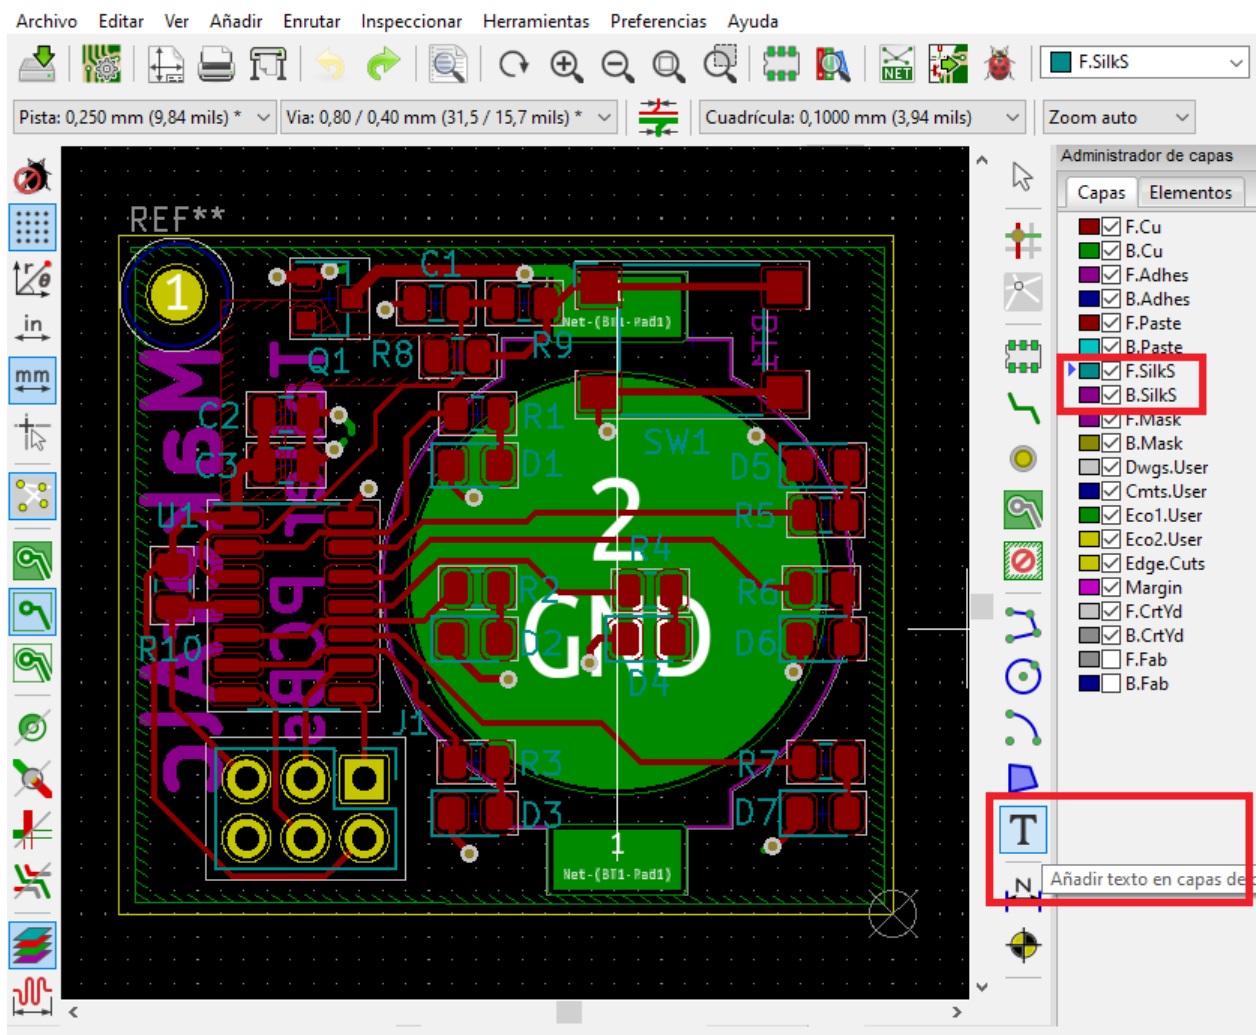 Archivo Editar Ver Añadir Enrutar Inspeccionar Herramientas Preferencias Ayuda
NET
F.SilkS
Pista: 0,250 mm (9,84 mils) *
Via: 0,80 / 0,40 mm (31,5 / 15,7 mils) *
Cuadrícula: 0,1000 mm (3,94 mils)
Zoom auto
Administrador de capas
Capas Elementos
in
mm
REF**
1
C1
Net-(BT1-Pad1)
BT1
Q1
R8
R9
C2
R1
SW1
C3
D1
D5
2
U1
R5
R4
R2
R6
GND
R10
D2
D6
D4
J1
R3
R7
D3
D7
1
Net-(BT1-Pad1)
F.Cu
B.Cu
F.Adhes
B.Adhes
F.Paste
B.Paste
F.SilkS
B.SilkS
F.Mask
B.Mask
Dwgs.User
Cmts.User
Eco1.User
Eco2.User
Edge.Cuts
Margin
F.CrtYd
B.CrtYd
F.Fab
B.Fab
T
N
Añadir texto en capas de